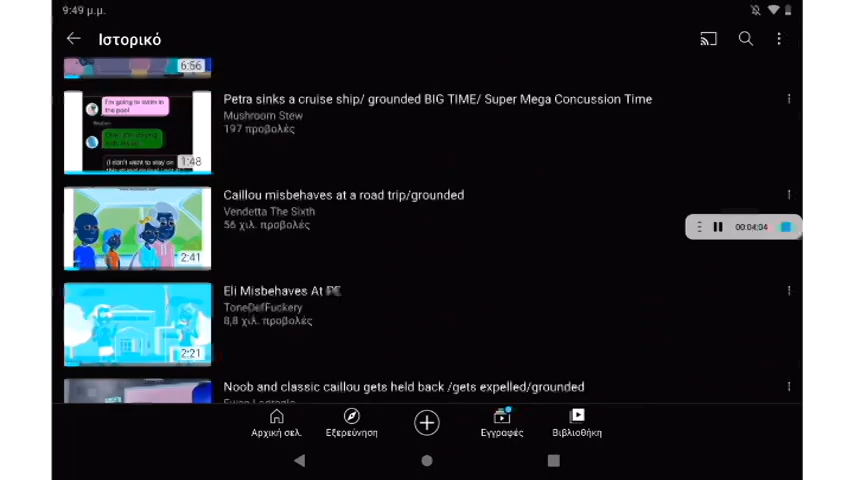 9:49 μ.μ.
Ιστορικό
6:56
I'm going to swim in
the pool
1:48
Petra sinks a cruise ship/ grounded BIG TIME/ Super Mega Concussion Time
Mushroom Stew
197 προβολές
2:41
Caillou misbehaves at a road trip/grounded
Vendetta The Sixth
56 χιλ. προβολές
00:04:04
2:21
Eli Misbehaves At PE
ToneDefFuckery
8,8 χιλ. προβολές
Noob and classic caillou gets held back /gets expelled/grounded
Αρχική σελ.
Εξερεύνηση
Εγγραφές
Βιβλιοθήκη